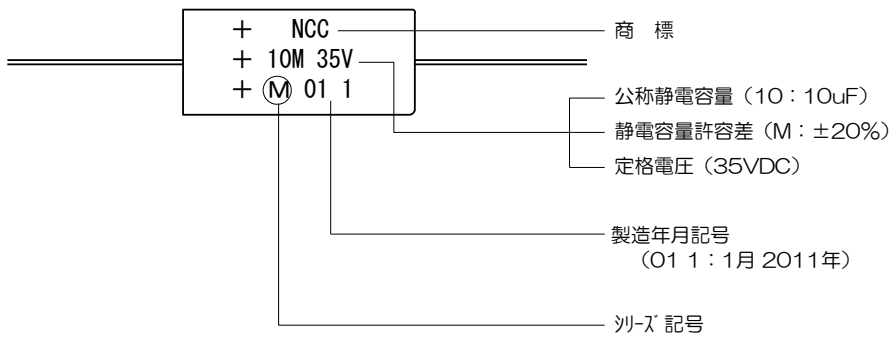 + NCC
+ 10M 35V
+ Ⓜ 01 1
商 標
公称静電容量（10：10uF）
静電容量許容差（M：±20%）
定格電圧（35VDC）
製造年月記号
（01 1：1月 2011年）
ｼﾘｰｽﾞ記号